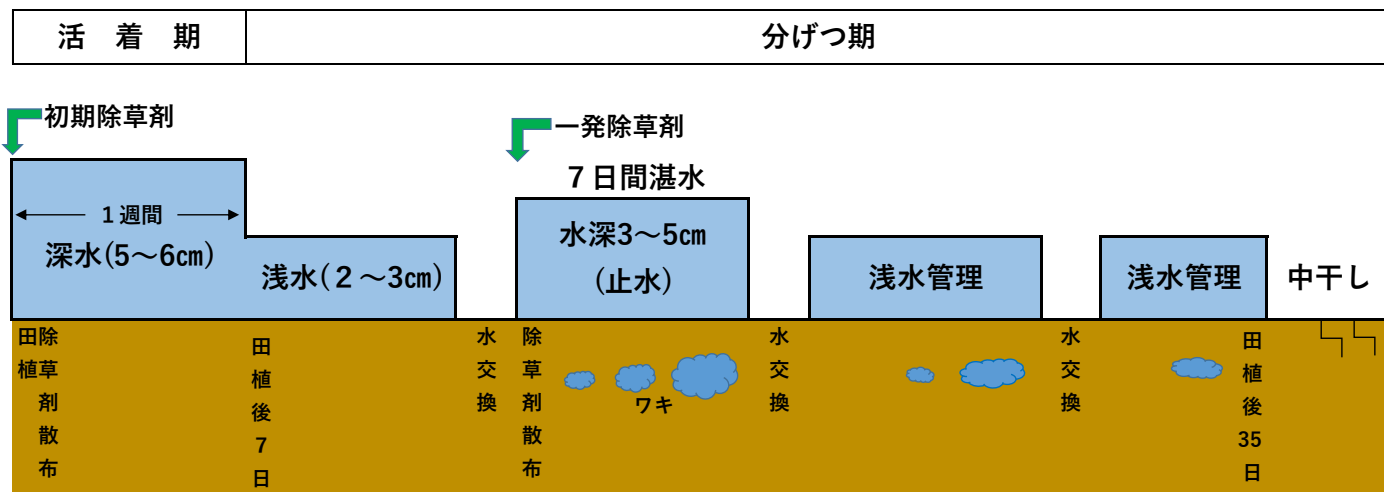 活着期
分げつ期
初期除草剤
一発除草剤
７日間湛水
１週間
深水(5～6㎝)
浅水(２～3㎝)
水深3～5㎝
(止水)
浅水管理
浅水管理
中干し
田植
除草剤散布
田植後7日
水交換
除草剤散布
ワキ
水交換
水交換
田植後35日